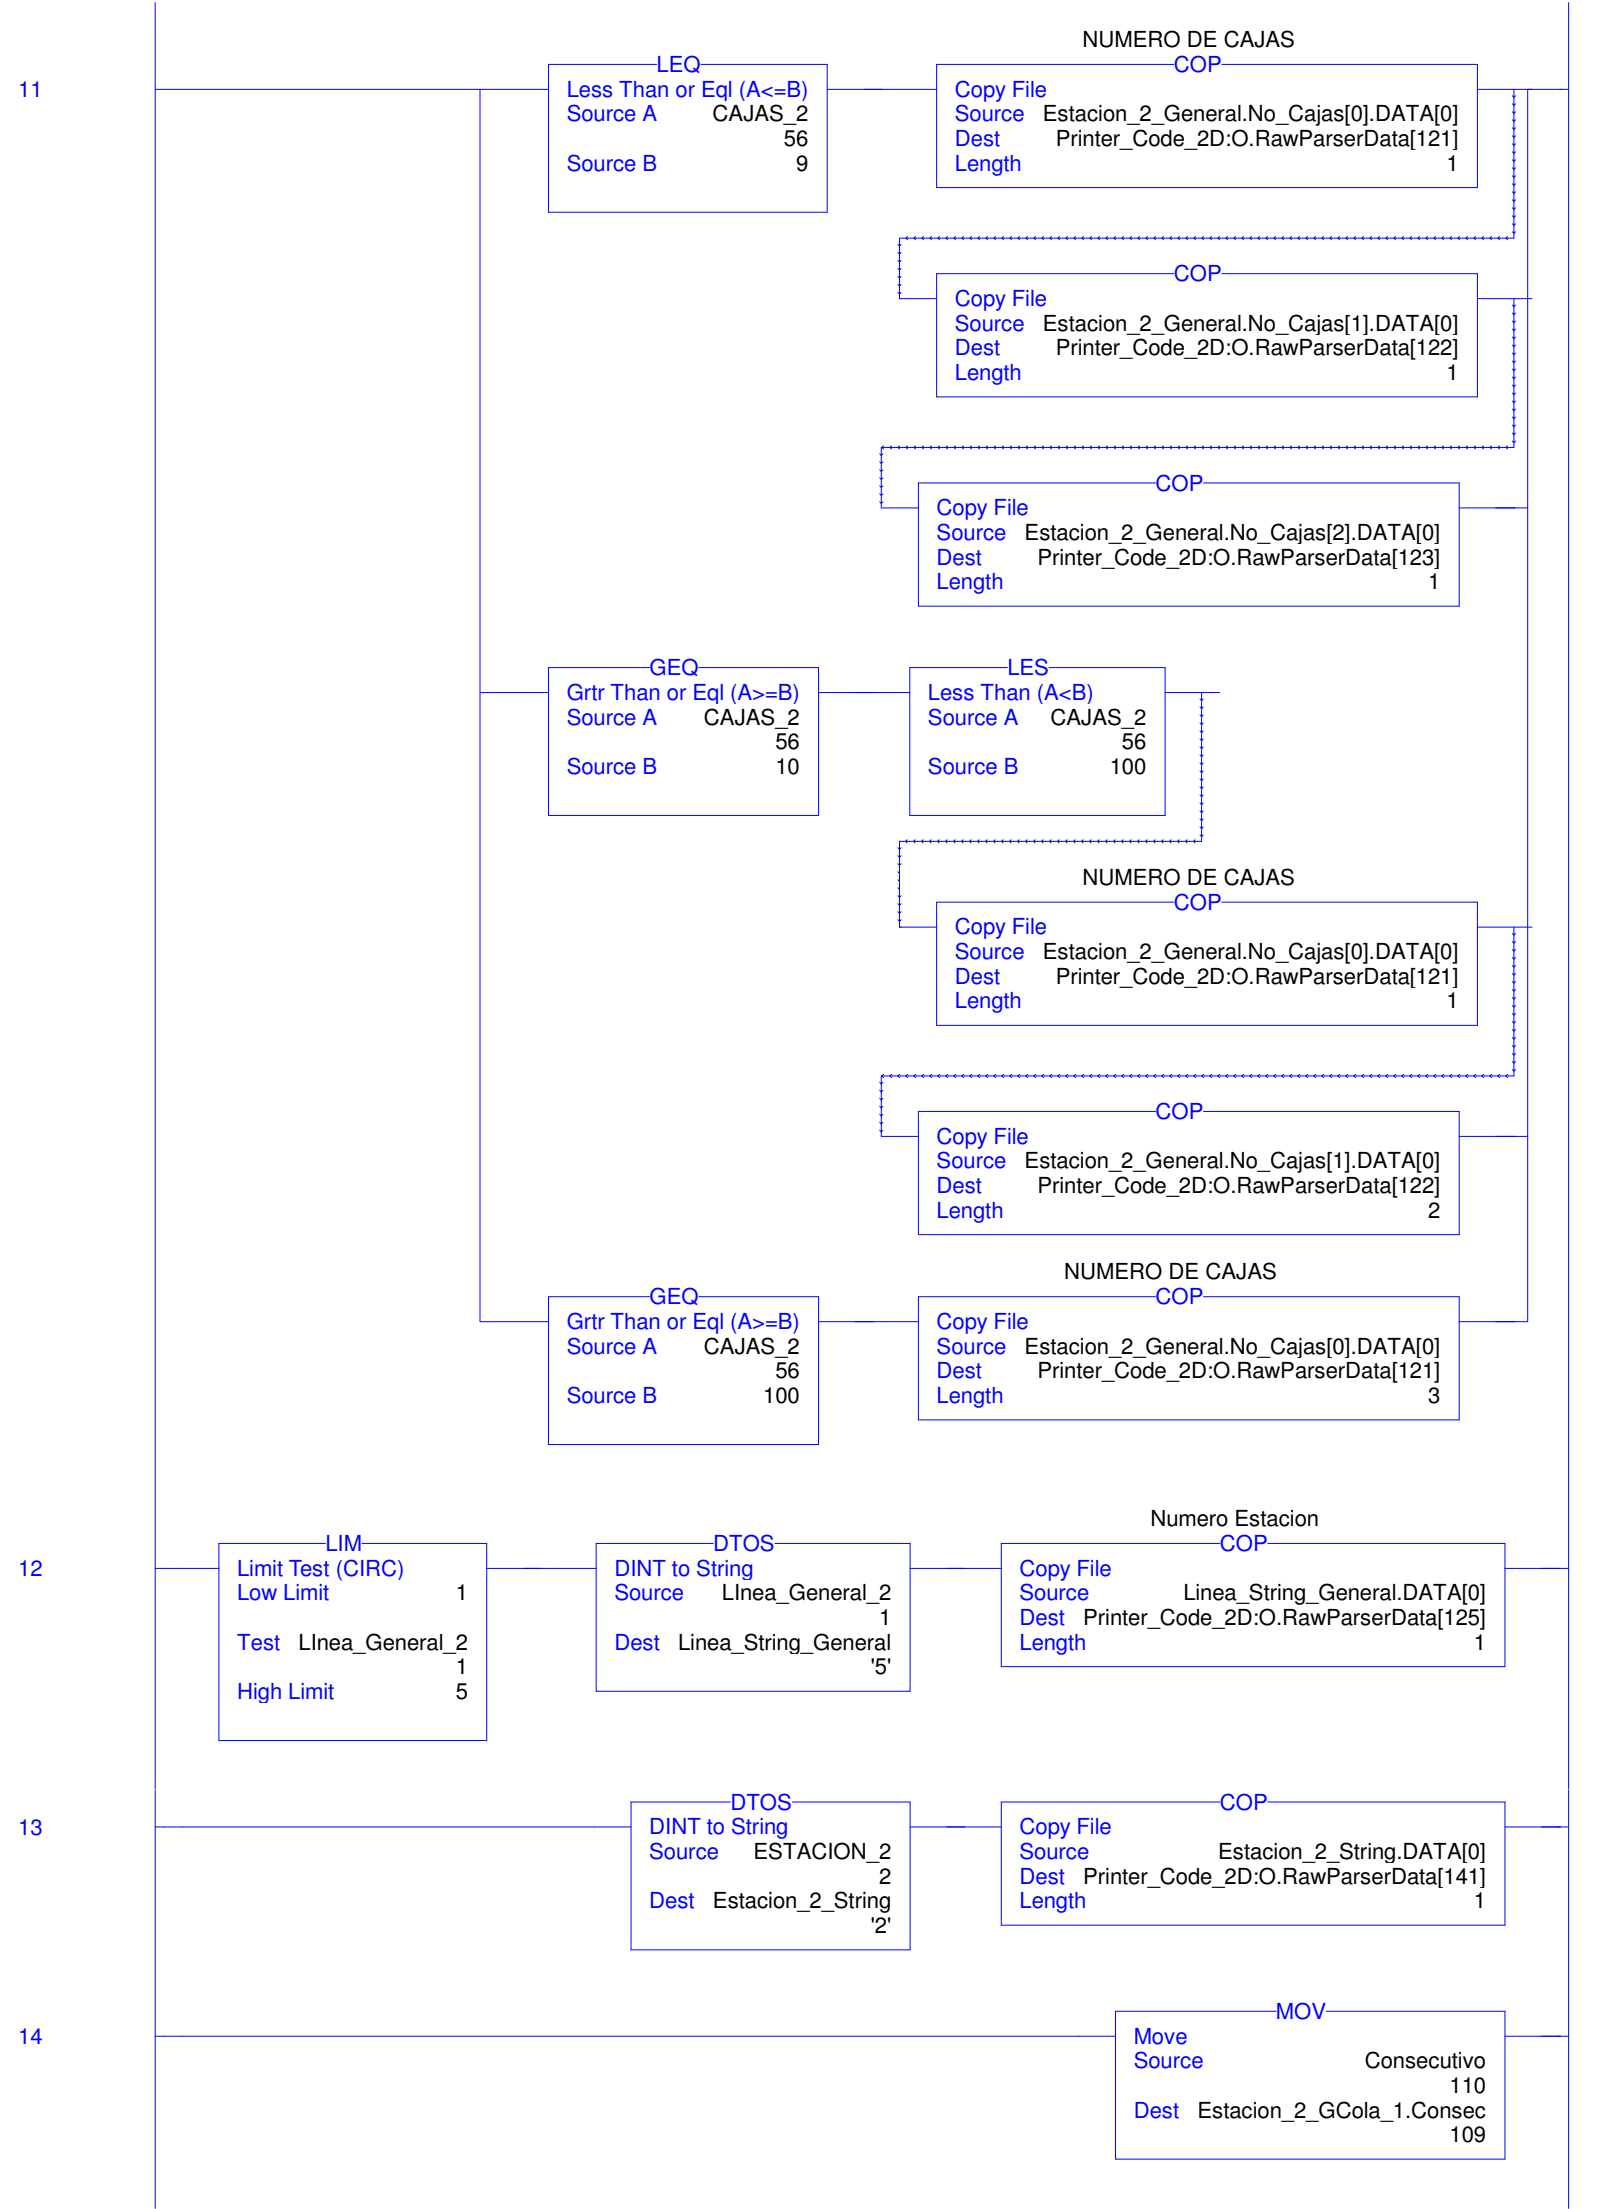 11
LEQ
Less Than or Eql (A<=B)
Source A CAJAS_2
56
Source B 9
NUMERO DE CAJAS
COP
Copy File
Source Estacion_2_General.No_Cajas[0].DATA[0]
Dest Printer_Code_2D:O.RawParserData[121]
Length 1
COP
Copy File
Source Estacion_2_General.No_Cajas[1].DATA[0]
Dest Printer_Code_2D:O.RawParserData[122]
Length 1
COP
Copy File
Source Estacion_2_General.No_Cajas[2].DATA[0]
Dest Printer_Code_2D:O.RawParserData[123]
Length 1
GEQ
Grtr Than or Eql (A>=B)
Source A CAJAS_2
56
Source B 10
LES
Less Than (A<B)
Source A CAJAS_2
56
Source B 100
NUMERO DE CAJAS
COP
Copy File
Source Estacion_2_General.No_Cajas[0].DATA[0]
Dest Printer_Code_2D:O.RawParserData[121]
Length 1
COP
Copy File
Source Estacion_2_General.No_Cajas[1].DATA[0]
Dest Printer_Code_2D:O.RawParserData[122]
Length 2
GEQ
Grtr Than or Eql (A>=B)
Source A CAJAS_2
56
Source B 100
NUMERO DE CAJAS
COP
Copy File
Source Estacion_2_General.No_Cajas[0].DATA[0]
Dest Printer_Code_2D:O.RawParserData[121]
Length 3
12
LIM
Limit Test (CIRC)
Low Limit 1
Test LInea_General_2
1
High Limit 5
DTOS
DINT to String
Source LInea_General_2
1
Dest Linea_String_General
'5'
Numero Estacion
COP
Copy File
Source Linea_String_General.DATA[0]
Dest Printer_Code_2D:O.RawParserData[125]
Length 1
13
DTOS
DINT to String
Source ESTACION_2
2
Dest Estacion_2_String
'2'
COP
Copy File
Source Estacion_2_String.DATA[0]
Dest Printer_Code_2D:O.RawParserData[141]
Length 1
14
MOV
Move
Source Consecutivo
110
Dest Estacion_2_GCola_1.Consec
109